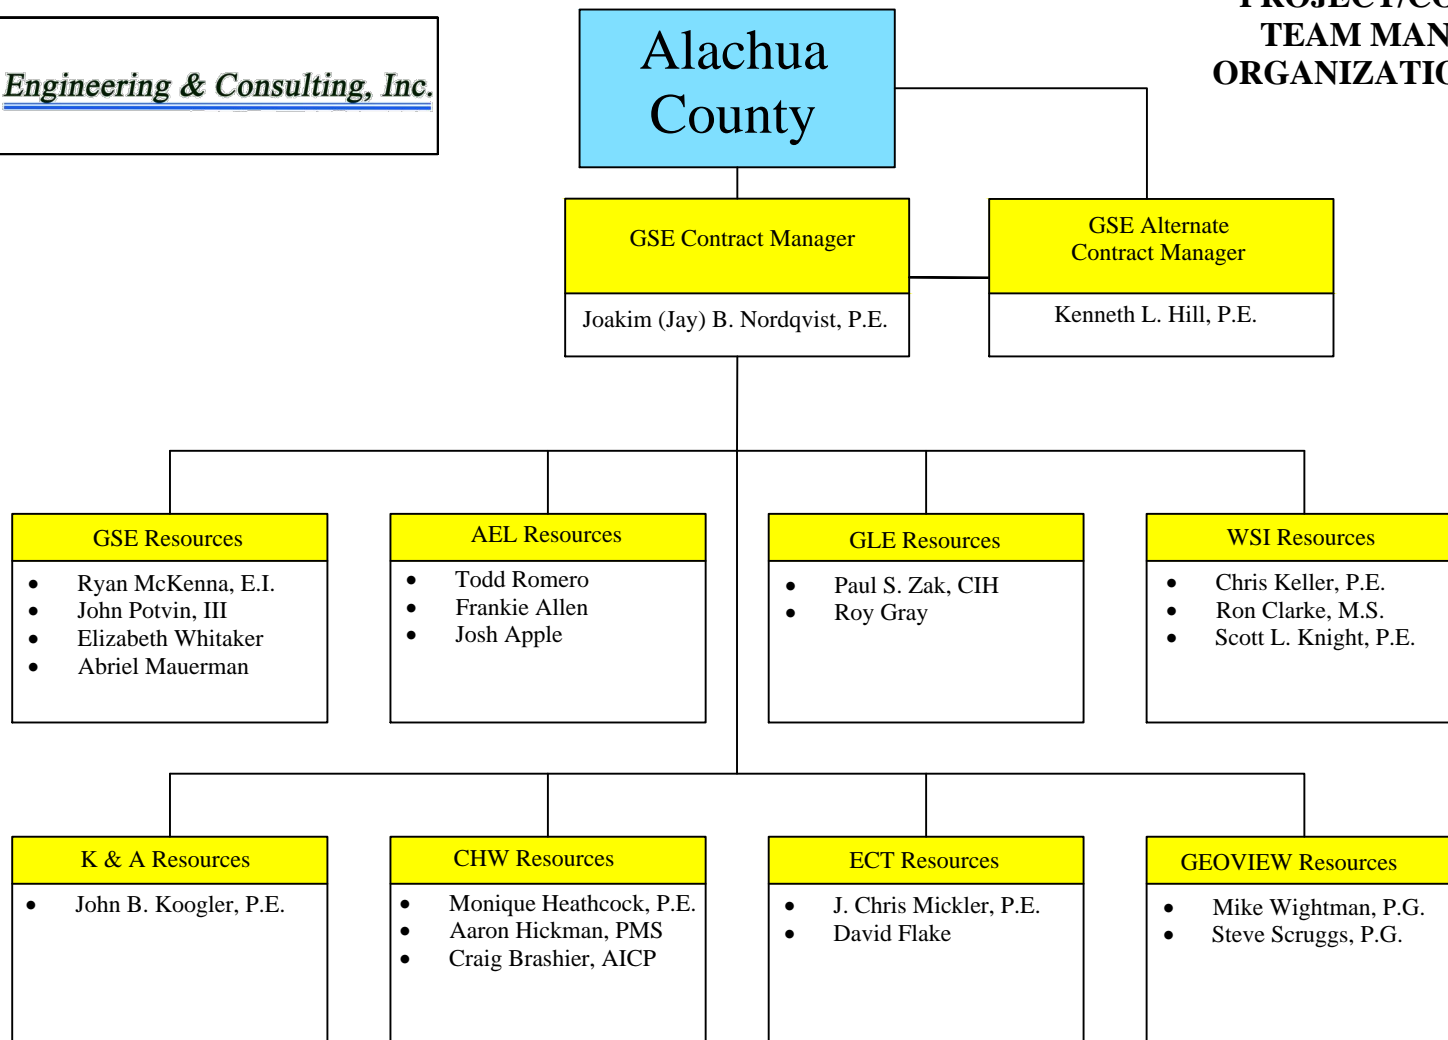 TEAM
Engineering & Consulting, Inc.
Alachua
County
GSE Contract Manager
Joakim (Jay) B. Nordqvist, P.E.
GSE Alternate
Contract Manager
Kenneth L. Hill, P.E.
GSE Resources
• Ryan McKenna, E.I.
• John Potvin, III
• Elizabeth Whitaker
• Abriel Mauerman
AEL Resources
• Todd Romero
• Frankie Allen
• Josh Apple
GLE Resources
• Paul S. Zak, CIH
• Roy Gray
WSI Resources
• Chris Keller, P.E.
• Ron Clarke, M.S.
• Scott L. Knight, P.E.
K & A Resources
• John B. Koogler, P.E.
CHW Resources
• Monique Heathcock, P.E.
• Aaron Hickman, PMS
• Craig Brashier, AICP
ECT Resources
• J. Chris Mickler, P.E.
• David Flake
GEOVIEW Resources
• Mike Wightman, P.G.
• Steve Scruggs, P.G.